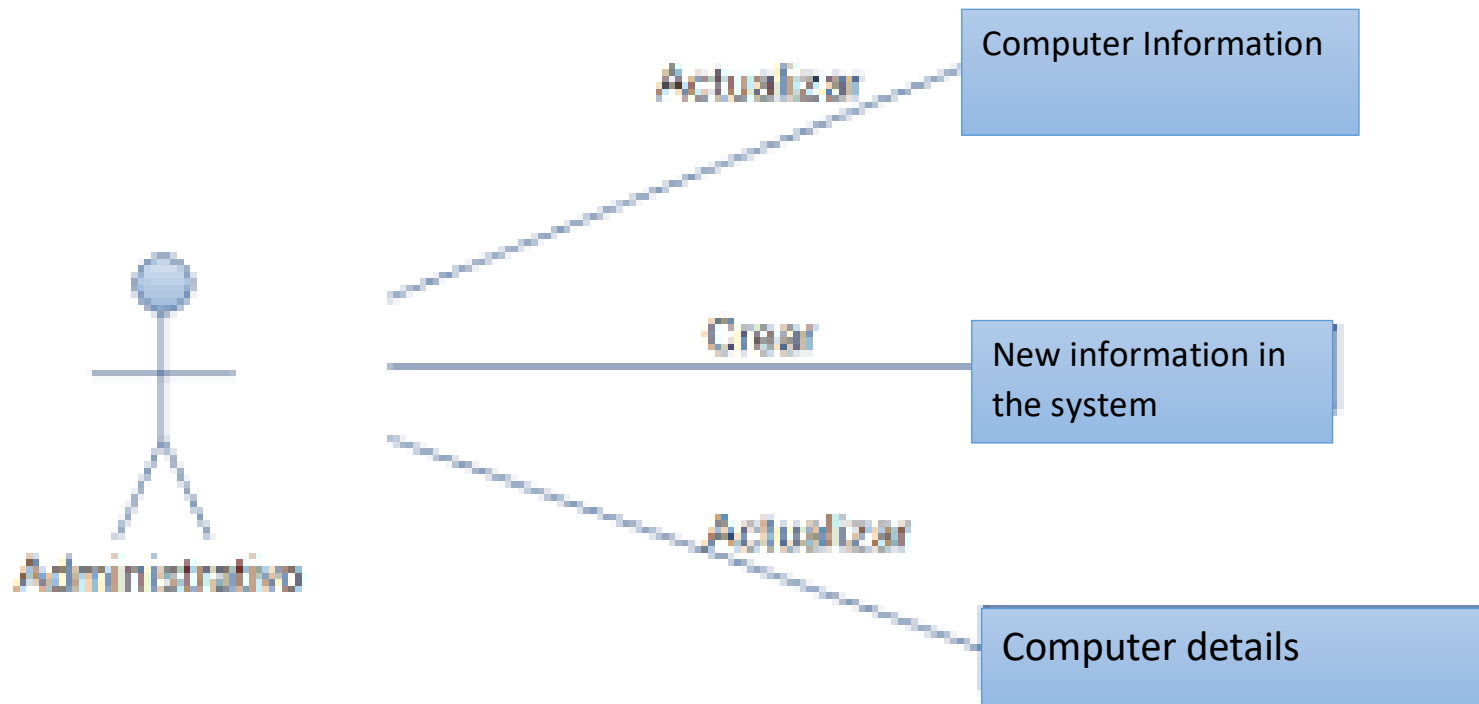 Computer Information
Actualizar
Crear
New information in
the system
Actualizar
Administrativo
Computer details